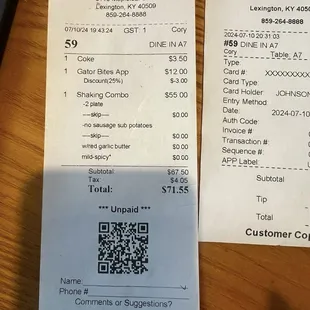 Lexington, KY 40509
859-264-8888
07/10/24 19:43:24 GST: 1 Cory
59 DINE IN A7
1 Coke $3.50
1 Gator Bites App $12.00
Discount(25%) $-3.00
1 Shaking Combo $55.00
-2 plate
----skip---- $0.00
-no sausage sub potatoes
----skip---- $0.00
w/red garlic butter $0.00
mild-spicy* $0.00
Subtotal $67.50
Tax $4.05
Total: $71.55
*** Unpaid ***
Name:
Phone #
Comments or Suggestions?
Lexington, KY 4050
859-264-8888
2024-07-10 20:31:03
#59 DINE IN A7
Cory Table: A7
Type:
Card # XXXXXXXXX
Card Type:
Card Holder JOHNSON
Entry Method:
Date: 2024-07-10
Auth Code:
Invoice #
Transaction #:
Sequence #:
APP Label:
Subtotal
Tip
Total
Customer Cop